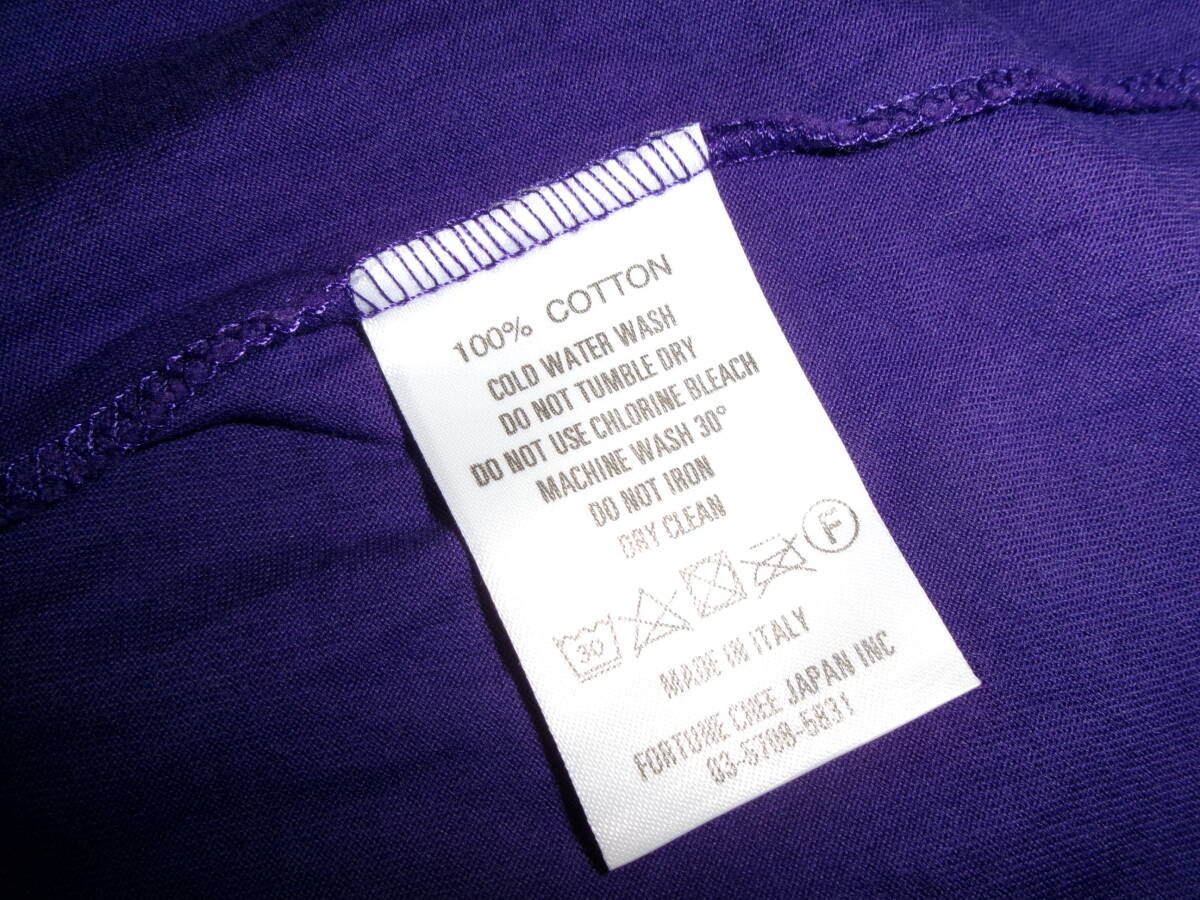 100% COTTON
COLD WATER WASH
DO NOT TUMBLE DRY
DO NOT USE CHLORINE BLEACH
MACHINE WASH 30°
DO NOT IRON
DRY CLEAN
30° F
MADE IN ITALY
FORTUNE CHEE JAPAN INC
03-5708-5831